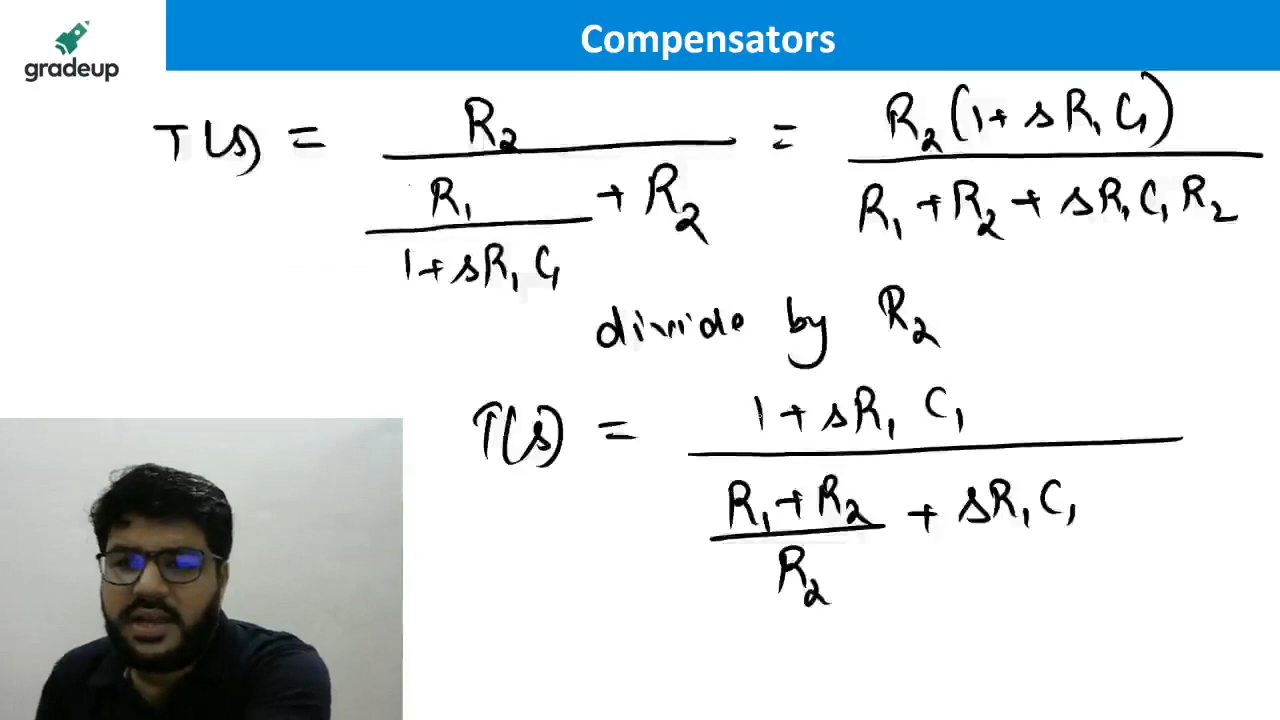 Compensators
gradeup
T(s) = R₂ / (R₁ / (1+sR₁C₁) + R₂) = R₂(1+sR₁C₁) / (R₁+R₂+sR₁C₁R₂)
divide by R₂
T(s) = (1+sR₁C₁) / ((R₁+R₂) / R₂ + sR₁C₁)